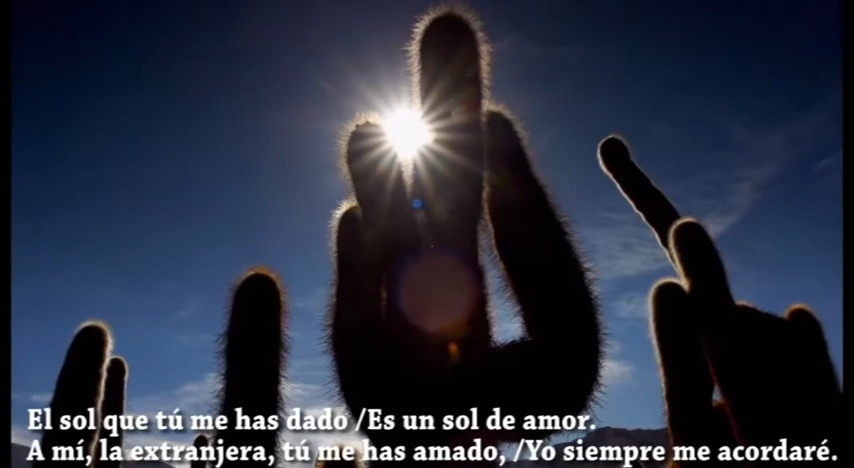 El sol que tú me has dado /Es un sol de amor.
A mí, la extranjera, tú me has amado, /Yo siempre me acordaré.